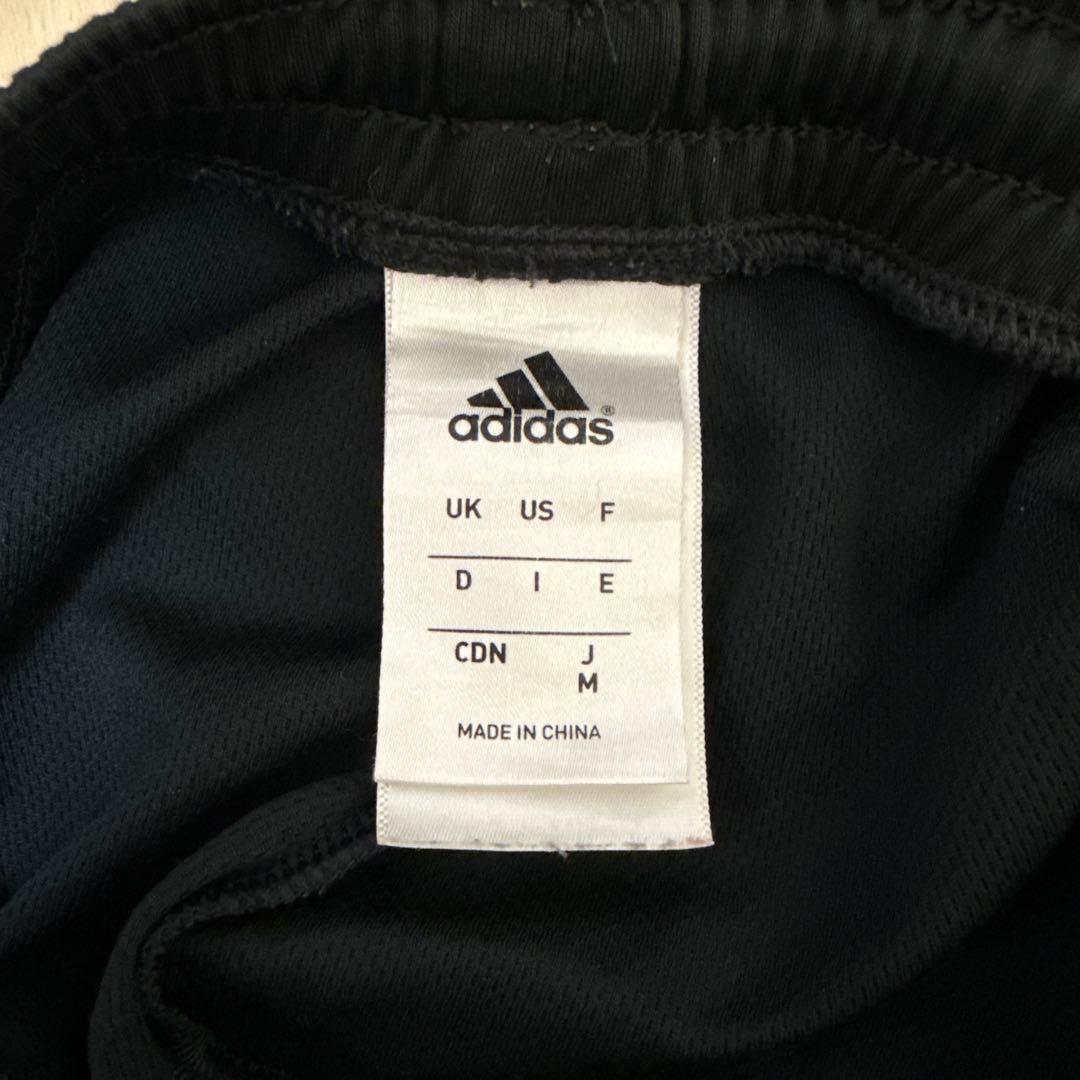 adidas®
UK US F
D I E
CDN J
M
MADE IN CHINA